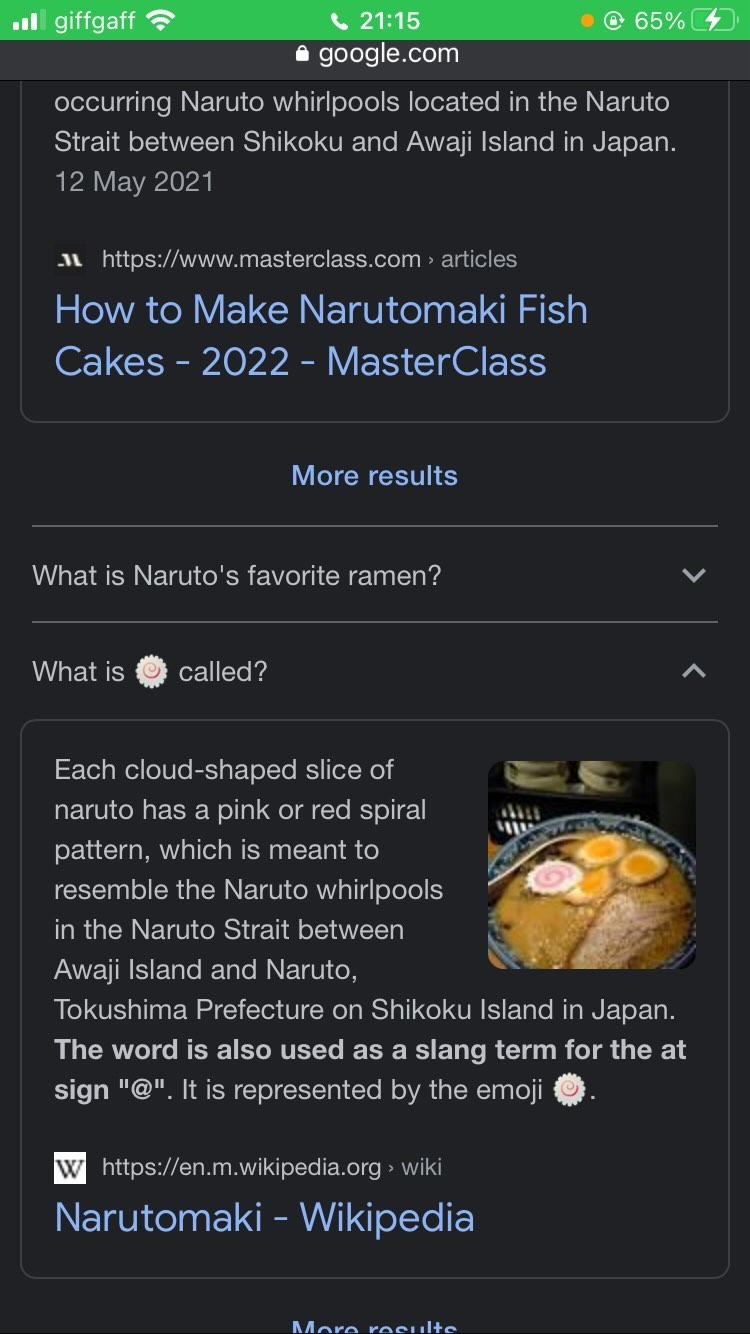 giffgaff 21:15 65%
google.com
occurring Naruto whirlpools located in the Naruto
Strait between Shikoku and Awaji Island in Japan.
12 May 2021
https://www.masterclass.com › articles
How to Make Narutomaki Fish
Cakes - 2022 - MasterClass
More results
What is Naruto's favorite ramen?
What is 🍥 called?
Each cloud-shaped slice of
naruto has a pink or red spiral
pattern, which is meant to
resemble the Naruto whirlpools
in the Naruto Strait between
Awaji Island and Naruto,
Tokushima Prefecture on Shikoku Island in Japan.
The word is also used as a slang term for the at
sign "@". It is represented by the emoji 🍥.
W https://en.m.wikipedia.org › wiki
Narutomaki - Wikipedia
More results